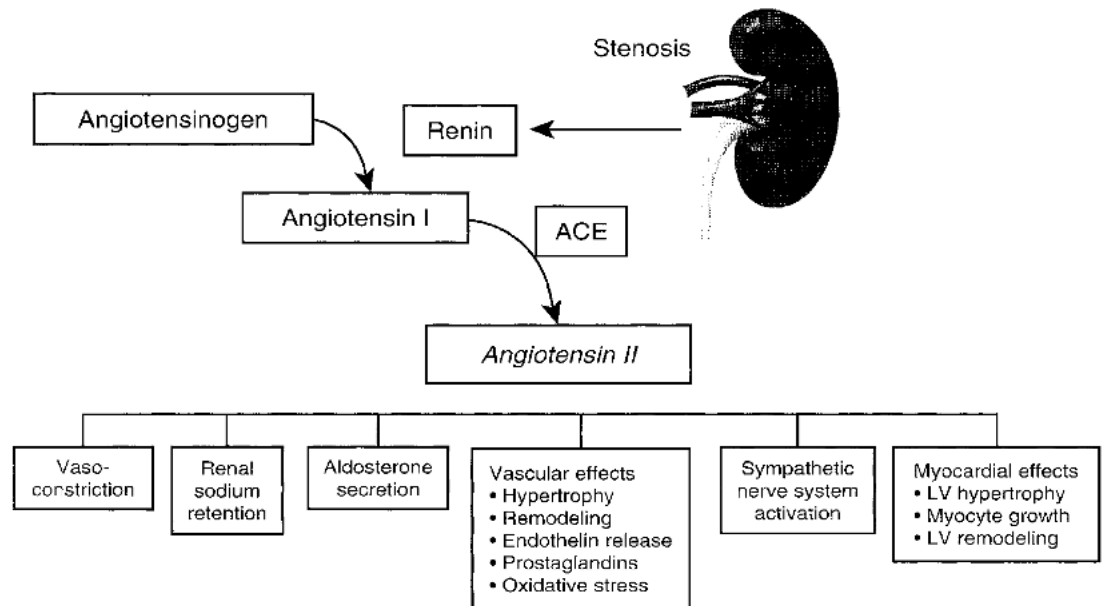 Stenosis
Angiotensinogen
Renin
Angiotensin I
ACE
Angiotensin II
Vaso-
constriction
Renal
sodium
retention
Aldosterone
secretion
Vascular effects
• Hypertrophy
• Remodeling
• Endothelin release
• Prostaglandins
• Oxidative stress
Sympathetic
nerve system
activation
Myocardial effects
• LV hypertrophy
• Myocyte growth
• LV remodeling